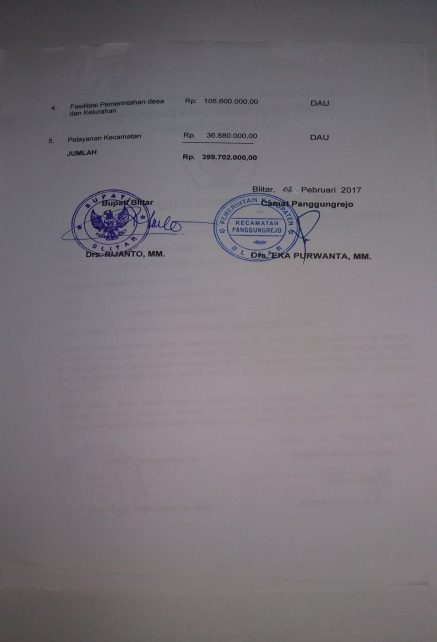 4. Fasilitasi Pemerintahan desa dan Kelurahan Rp. 105.600.000,00 DAU
5. Pelayanan Kecamatan Rp. 36.880.000,00 DAU
JUMLAH Rp. 399.702.000,00
Blitar, 03 Pebruari 2017
Bupati Blitar Camat Panggungrejo
BUPATI
BLITAR
PEMERINTAH KABUPATEN
KECAMATAN
PANGGUNGREJO
BLITAR
Drs. RIJANTO, MM. Drs. EKA PURWANTA, MM.